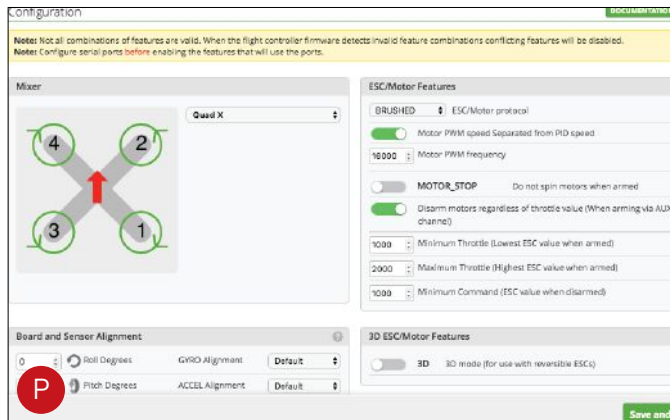 Configuration
DOCUMENTATION
Note: Not all combinations of features are valid. When the flight controller firmware detects invalid feature combinations conflicting features will be disabled.
Note: Configure serial ports before enabling the features that will use the ports.
Mixer
Quad X
4
2
3
1
ESC/Motor Features
BRUSHED ESC/Motor protocol
Motor PWM speed Separated from PID speed
16000 Motor PWM frequency
MOTOR_STOP Do not spin motors when armed
Disarm motors regardless of throttle value (When arming via AUX
channel)
1000 Minimum Throttle (Lowest ESC value when armed)
2000 Maximum Throttle (Highest ESC value when armed)
1000 Minimum Command (ESC value when disarmed)
Board and Sensor Alignment
0 Roll Degrees GYRO Alignment Default
Pitch Degrees ACCEL Alignment Default
P
3D ESC/Motor Features
3D 3D mode (for use with reversible ESCs)
Save and